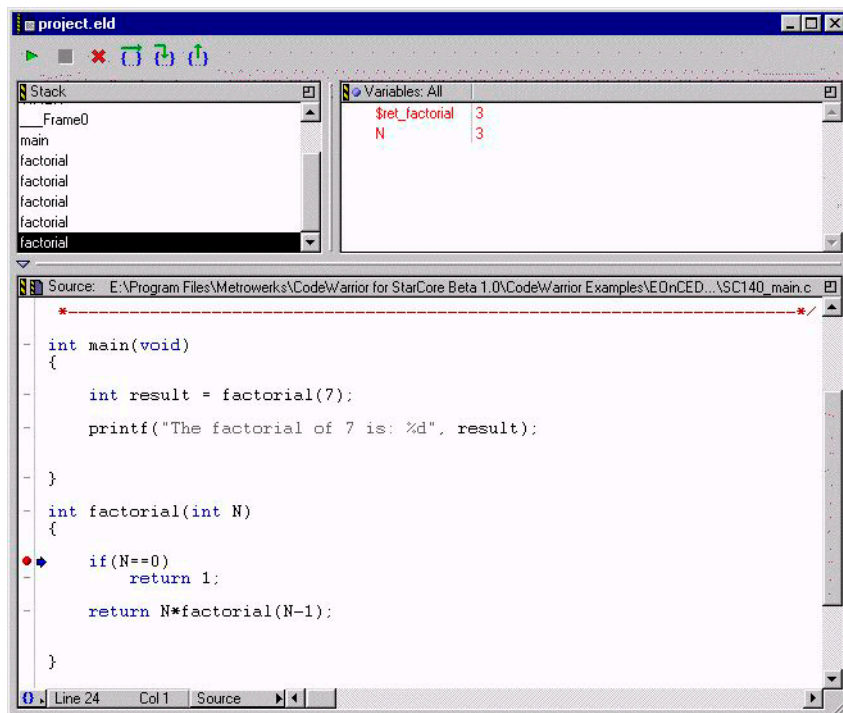 project.eld
Stack
___Frame0
main
factorial
factorial
factorial
factorial
factorial
Variables: All
$ret_factorial 3
N 3
Source: E:\Program Files\Metrowerks\CodeWarrior for StarCore Beta 1.0\CodeWarrior Examples\EOnCED...\SC140_main.c
*-----------------------------------------------------------------------*/
int main(void)
{
int result = factorial(7);
printf("The factorial of 7 is: %d", result);
}
int factorial(int N)
{
if(N==0)
return 1;
return N*factorial(N-1);
}
Line 24 Col 1 Source